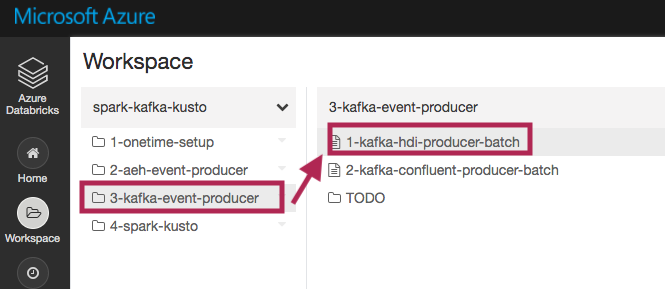 Microsoft Azure
Azure
Databricks
Home
Workspace
Workspace
spark-kafka-kusto
1-onetime-setup
2-aeh-event-producer
3-kafka-event-producer
4-spark-kusto
3-kafka-event-producer
1-kafka-hdi-producer-batch
2-kafka-confluent-producer-batch
TODO